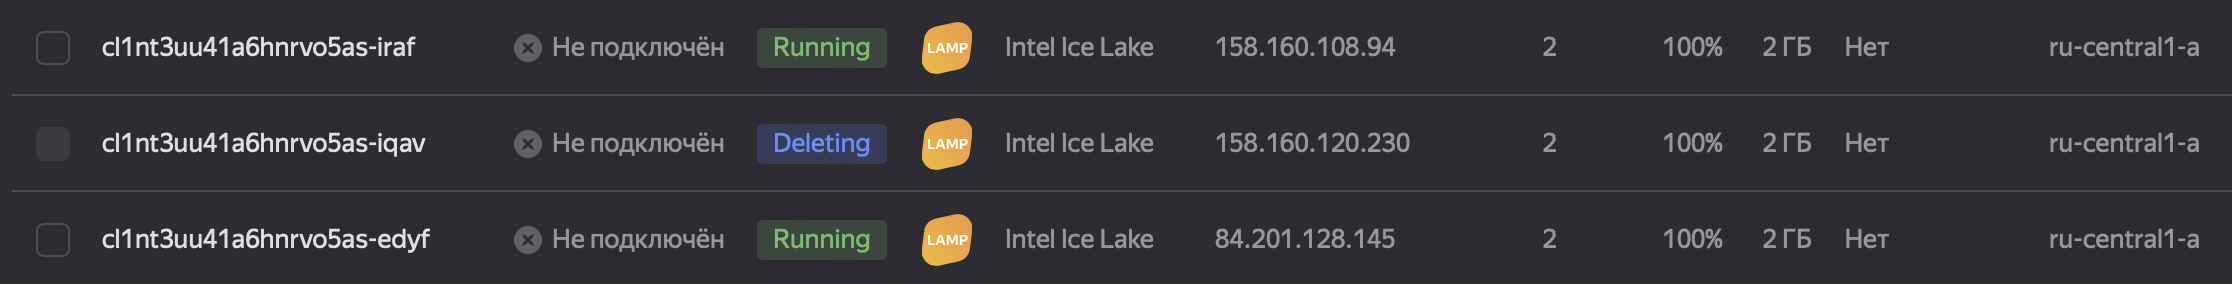 cl1nt3uu41a6hnrvo5as-iraf Не подключён Running LAMP Intel Ice Lake 158.160.108.94 2 100% 2 ГБ Нет ru-central1-a
cl1nt3uu41a6hnrvo5as-iqav Не подключён Deleting LAMP Intel Ice Lake 158.160.120.230 2 100% 2 ГБ Нет ru-central1-a
cl1nt3uu41a6hnrvo5as-edyf Не подключён Running LAMP Intel Ice Lake 84.201.128.145 2 100% 2 ГБ Нет ru-central1-a